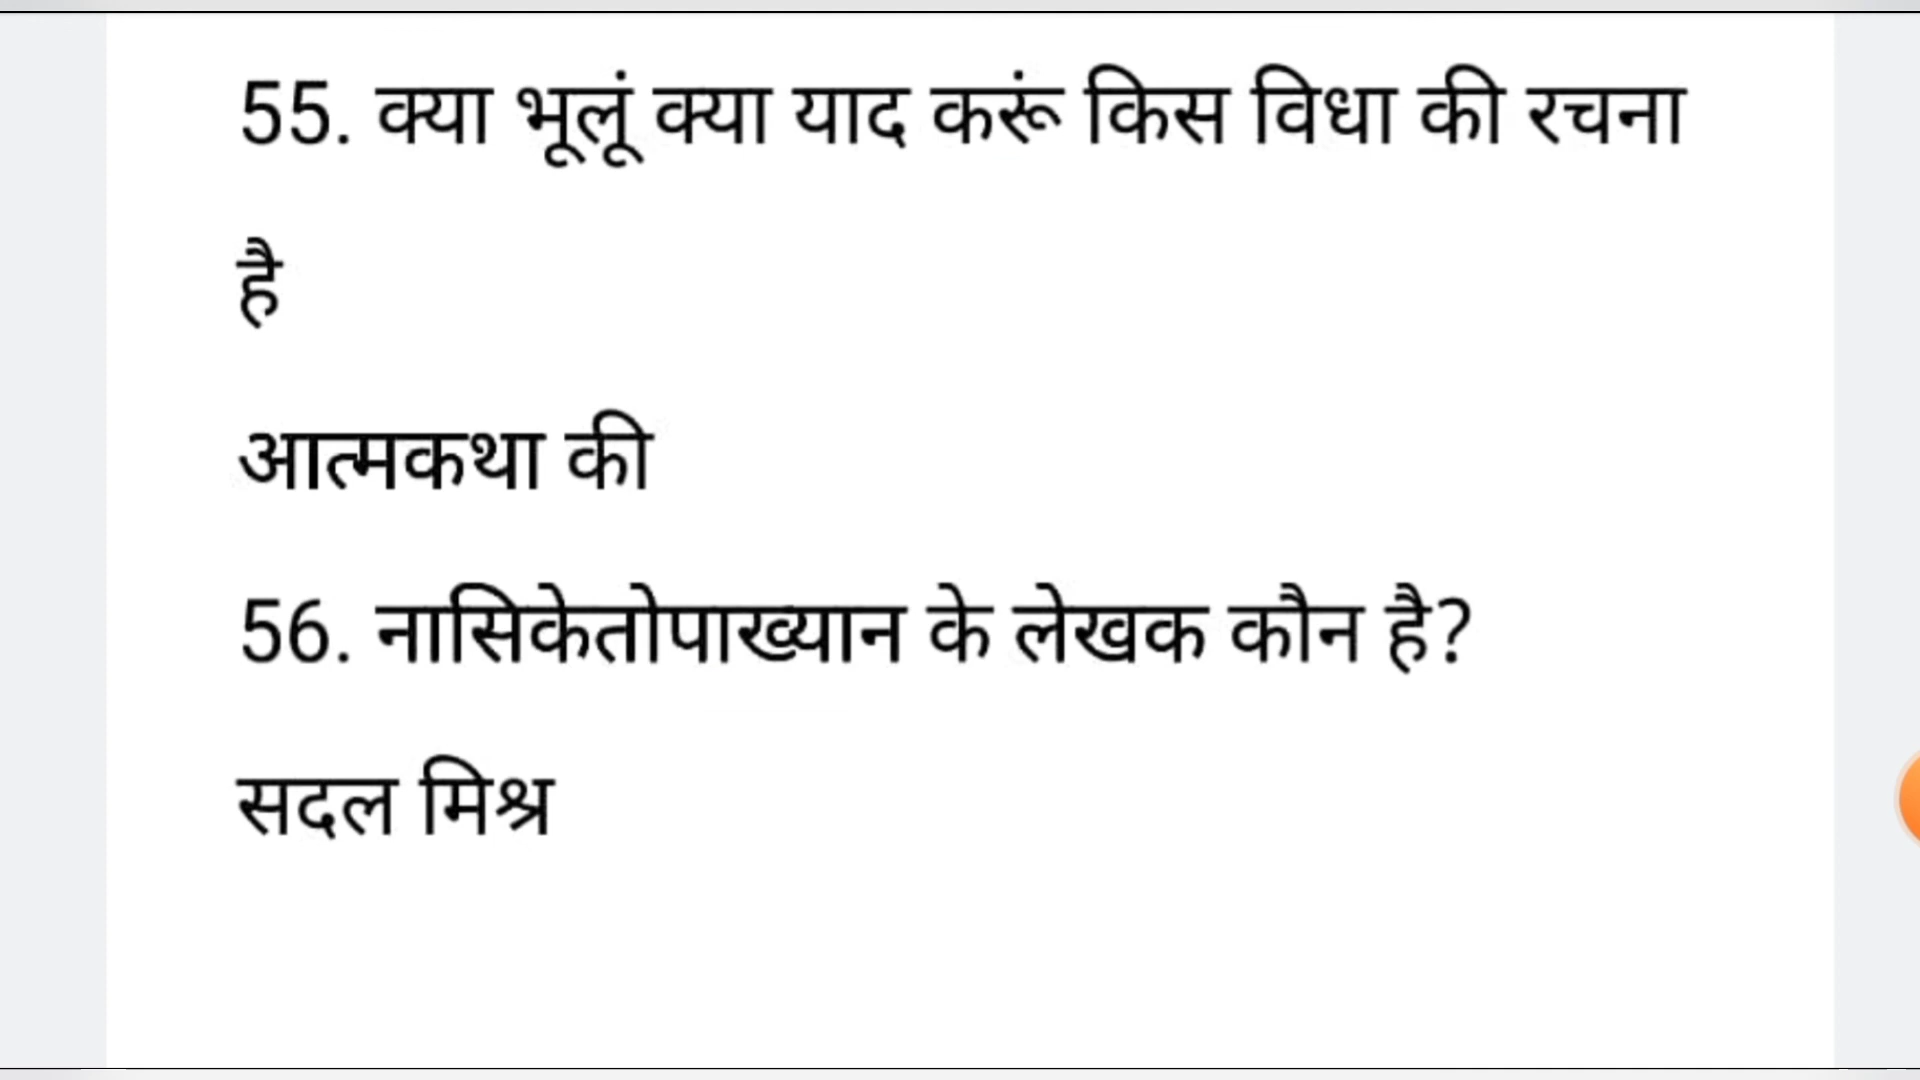 55. क्या भूलूं क्या याद करूं किस विधा की रचना
है
आत्मकथा की
56. नासिकेतोपाख्यान के लेखक कौन है?
सदल मिश्र